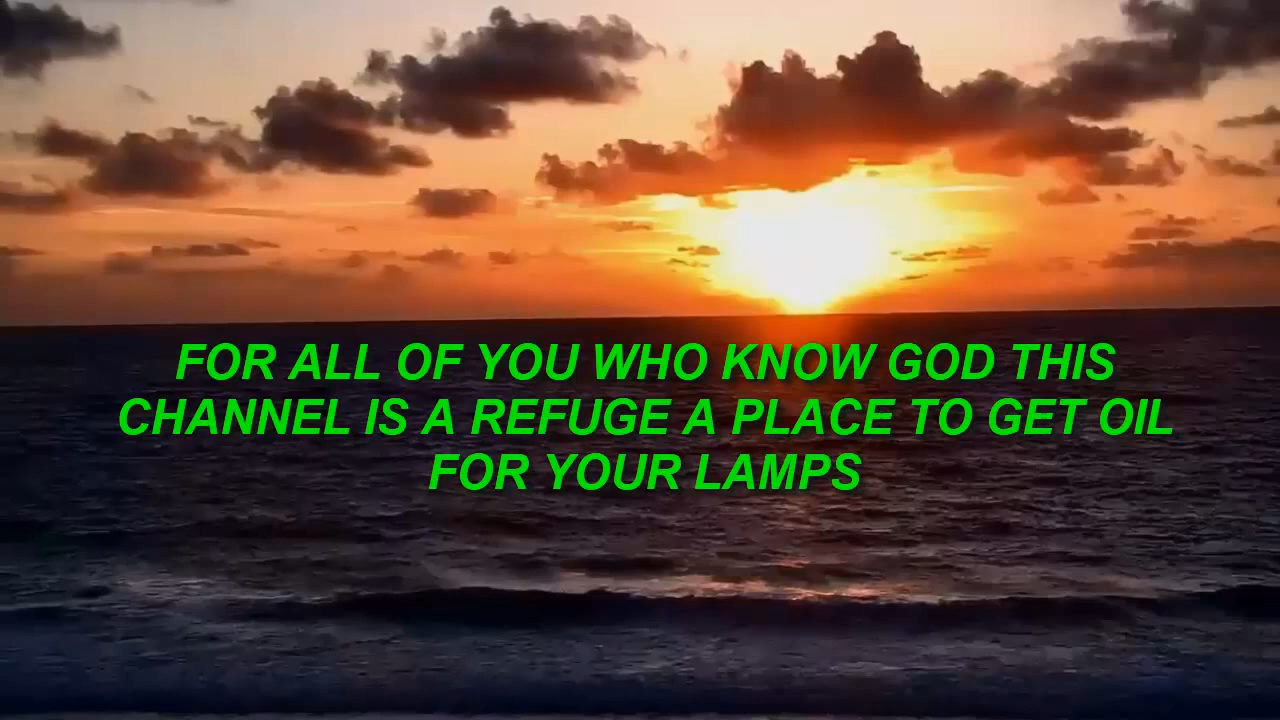 FOR ALL OF YOU WHO KNOW GOD THIS
CHANNEL IS A REFUGE A PLACE TO GET OIL
FOR YOUR LAMPS